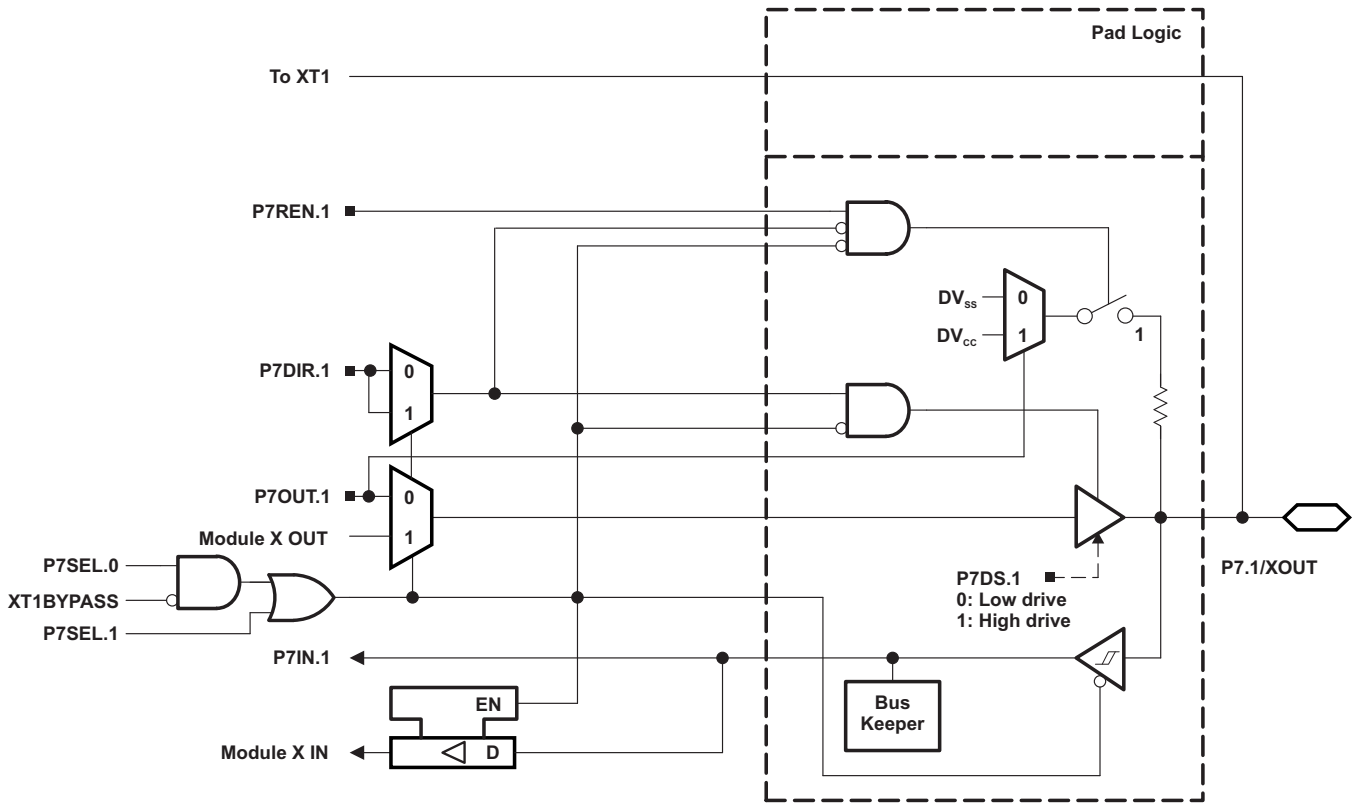 Pad Logic
To XT1
P7REN.1
DVSS
0
DVCC
1
1
P7DIR.1
0
1
P7OUT.1
0
Module X OUT
1
P7SEL.0
XT1BYPASS
P7SEL.1
P7DS.1
0: Low drive
1: High drive
P7.1/XOUT
P7IN.1
EN
Bus
Keeper
Module X IN
D